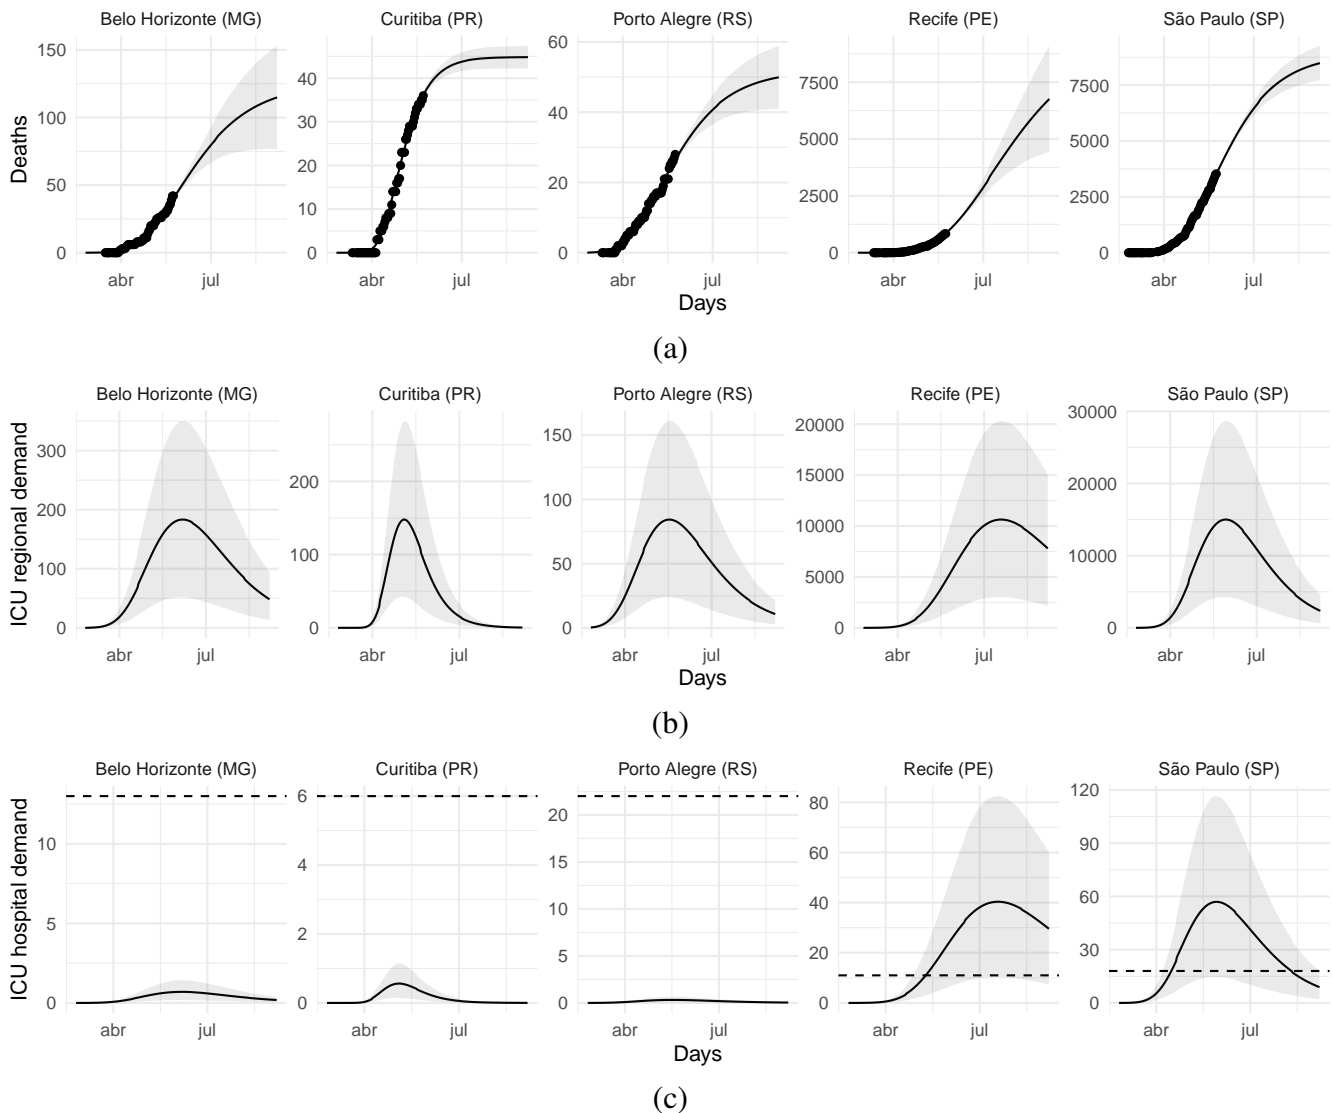 Belo Horizonte (MG) Curitiba (PR) Porto Alegre (RS) Recife (PE) São Paulo (SP)
Deaths
150
100
50
0
abr jul
40
30
20
10
0
abr jul
60
40
20
0
abr jul
7500
5000
2500
0
abr jul
7500
5000
2500
0
abr jul
Days
(a)
Belo Horizonte (MG) Curitiba (PR) Porto Alegre (RS) Recife (PE) São Paulo (SP)
ICU regional demand
300
200
100
0
abr jul
200
100
0
abr jul
150
100
50
0
abr jul
20000
15000
10000
5000
0
abr jul
30000
20000
10000
0
abr jul
Days
(b)
Belo Horizonte (MG) Curitiba (PR) Porto Alegre (RS) Recife (PE) São Paulo (SP)
ICU hospital demand
10
5
0
abr jul
6
4
2
0
abr jul
20
15
10
5
0
abr jul
80
60
40
20
0
abr jul
120
90
60
30
0
abr jul
Days
(c)